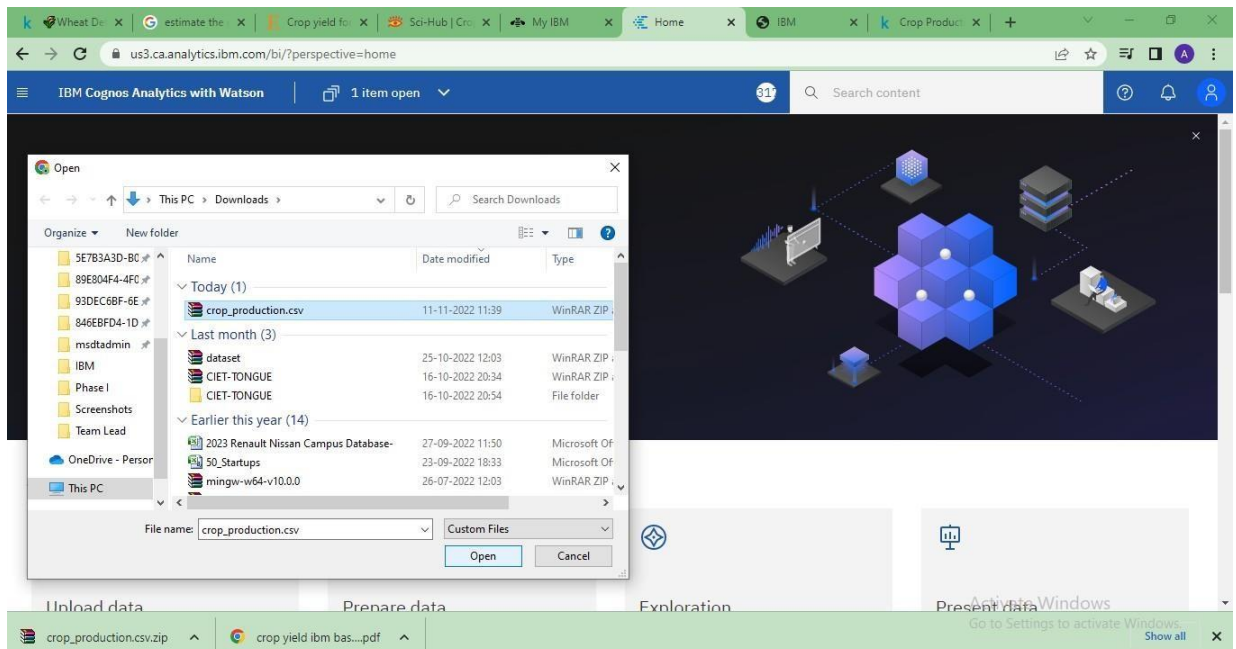 Wheat De
estimate the
Crop yield fo
Sci-Hub | Cro
My IBM
Home
IBM
Crop Produc
us3.ca.analytics.ibm.com/bi/?perspective=home
A
IBM Cognos Analytics with Watson
1 item open
Search content
Open
This PC > Downloads >
Search Downloads
Organize
New folder
5E7B3A3D-BC
89E804F4-4FC
93DEC6BF-6E
846EBFD4-1D
msdtadmin
IBM
Phase I
Screenshots
Team Lead
OneDrive - Person
This PC
Name Date modified Type
Today (1)
crop_production.csv 11-11-2022 11:39 WinRAR ZIP
Last month (3)
dataset 25-10-2022 12:03 WinRAR ZIP
CIET-TONGUE 16-10-2022 20:34 WinRAR ZIP
CIET-TONGUE 16-10-2022 20:54 File folder
Earlier this year (14)
2023 Renault Nissan Campus Database- 27-09-2022 11:50 Microsoft Of
50_Startups 23-09-2022 18:33 Microsoft Of
mingw-w64-v10.0.0 26-07-2022 12:03 WinRAR ZIP
File name: crop_production.csv Custom Files
Open Cancel
Upload data
Prepare data
Exploration
Present data
Activate Windows
Go to Settings to activate Windows.
crop_production.csv.zip
crop yield ibm bas....pdf
Show all